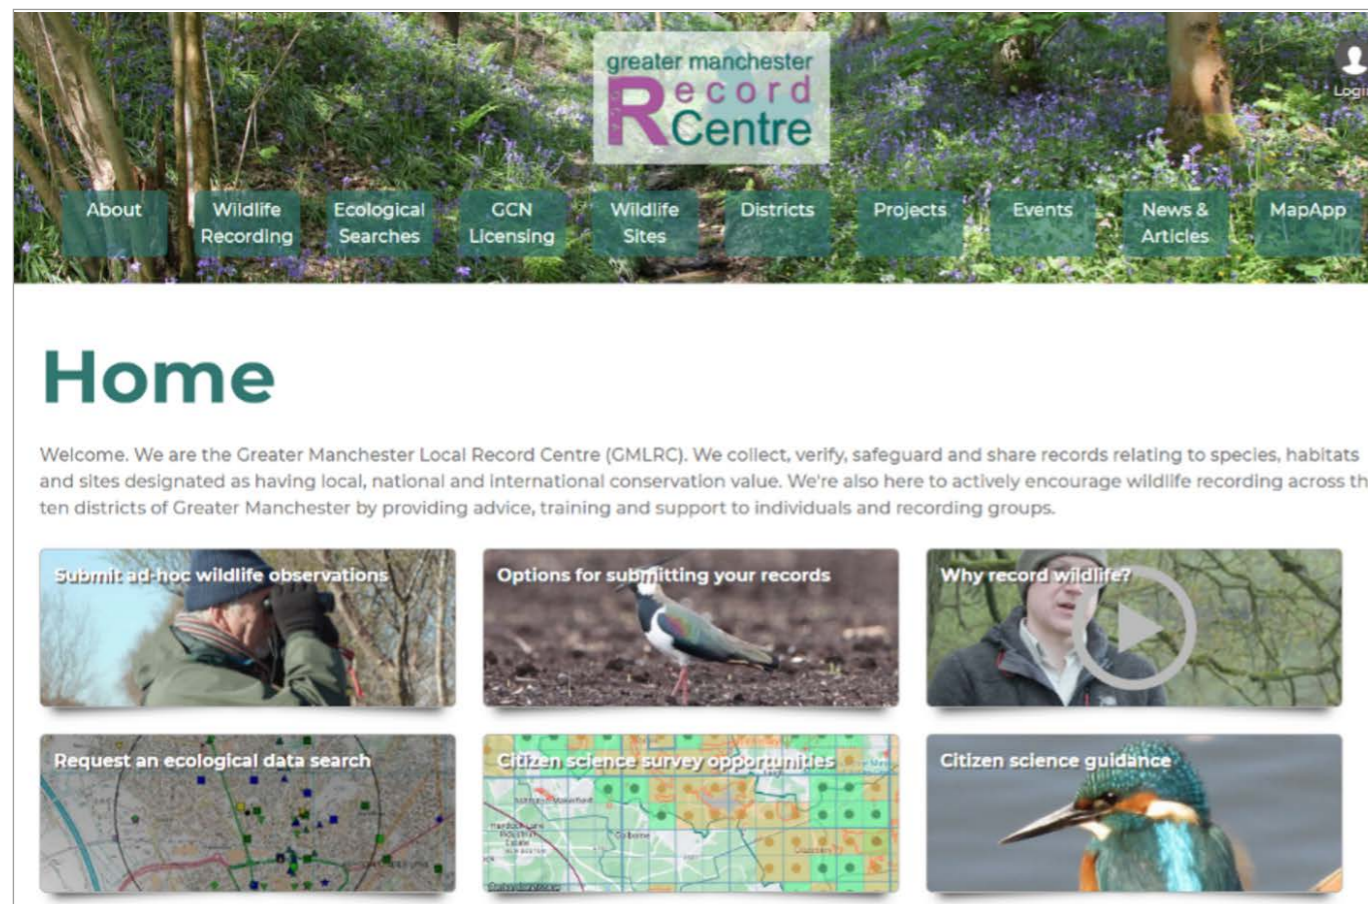 greater manchester
Record
Centre
Login
About
Wildlife
Recording
Ecological
Searches
GCN
Licensing
Wildlife
Sites
Districts
Projects
Events
News &
Articles
MapApp
Home
Welcome. We are the Greater Manchester Local Record Centre (GMLRC). We collect, verify, safeguard and share records relating to species, habitats
and sites designated as having local, national and international conservation value. We're also here to actively encourage wildlife recording across th
ten districts of Greater Manchester by providing advice, training and support to individuals and recording groups.
Submit ad-hoc wildlife observations
Options for submitting your records
Why record wildlife?
Request an ecological data search
Citizen science survey opportunities
Citizen science guidance